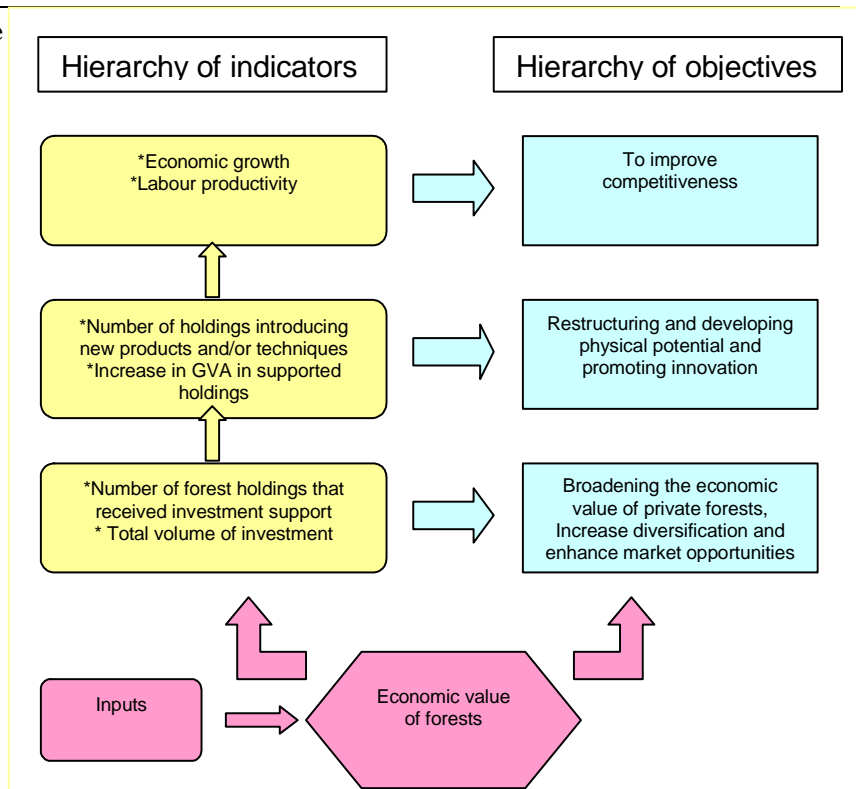 e
Hierarchy of indicators
Hierarchy of objectives
*Economic growth
*Labour productivity
To improve
competitiveness
*Number of holdings introducing
new products and/or techniques
*Increase in GVA in supported
holdings
Restructuring and developing
physical potential and
promoting innovation
*Number of forest holdings that
received investment support
* Total volume of investment
Broadening the economic
value of private forests,
Increase diversification and
enhance market opportunities
Inputs
Economic value
of forests